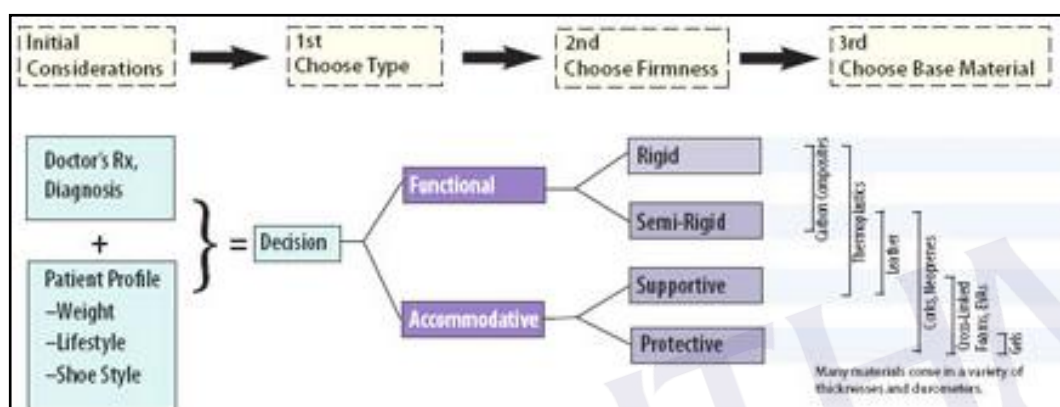 Initial
Considerations
1st
Choose Type
2nd
Choose Firmness
3rd
Choose Base Material
Doctor's Rx,
Diagnosis
+
Patient Profile
–Weight
–Lifestyle
–Shoe Style
}
=
Decision
Functional
Accommodative
Rigid
Semi-Rigid
Supportive
Protective
Carbon Composites
Thermoplastics
Leather
Corks, Neoprenes
Cross-Linked
Foams, EVAs
Gels
Many materials come in a variety of
thicknesses and durometers.